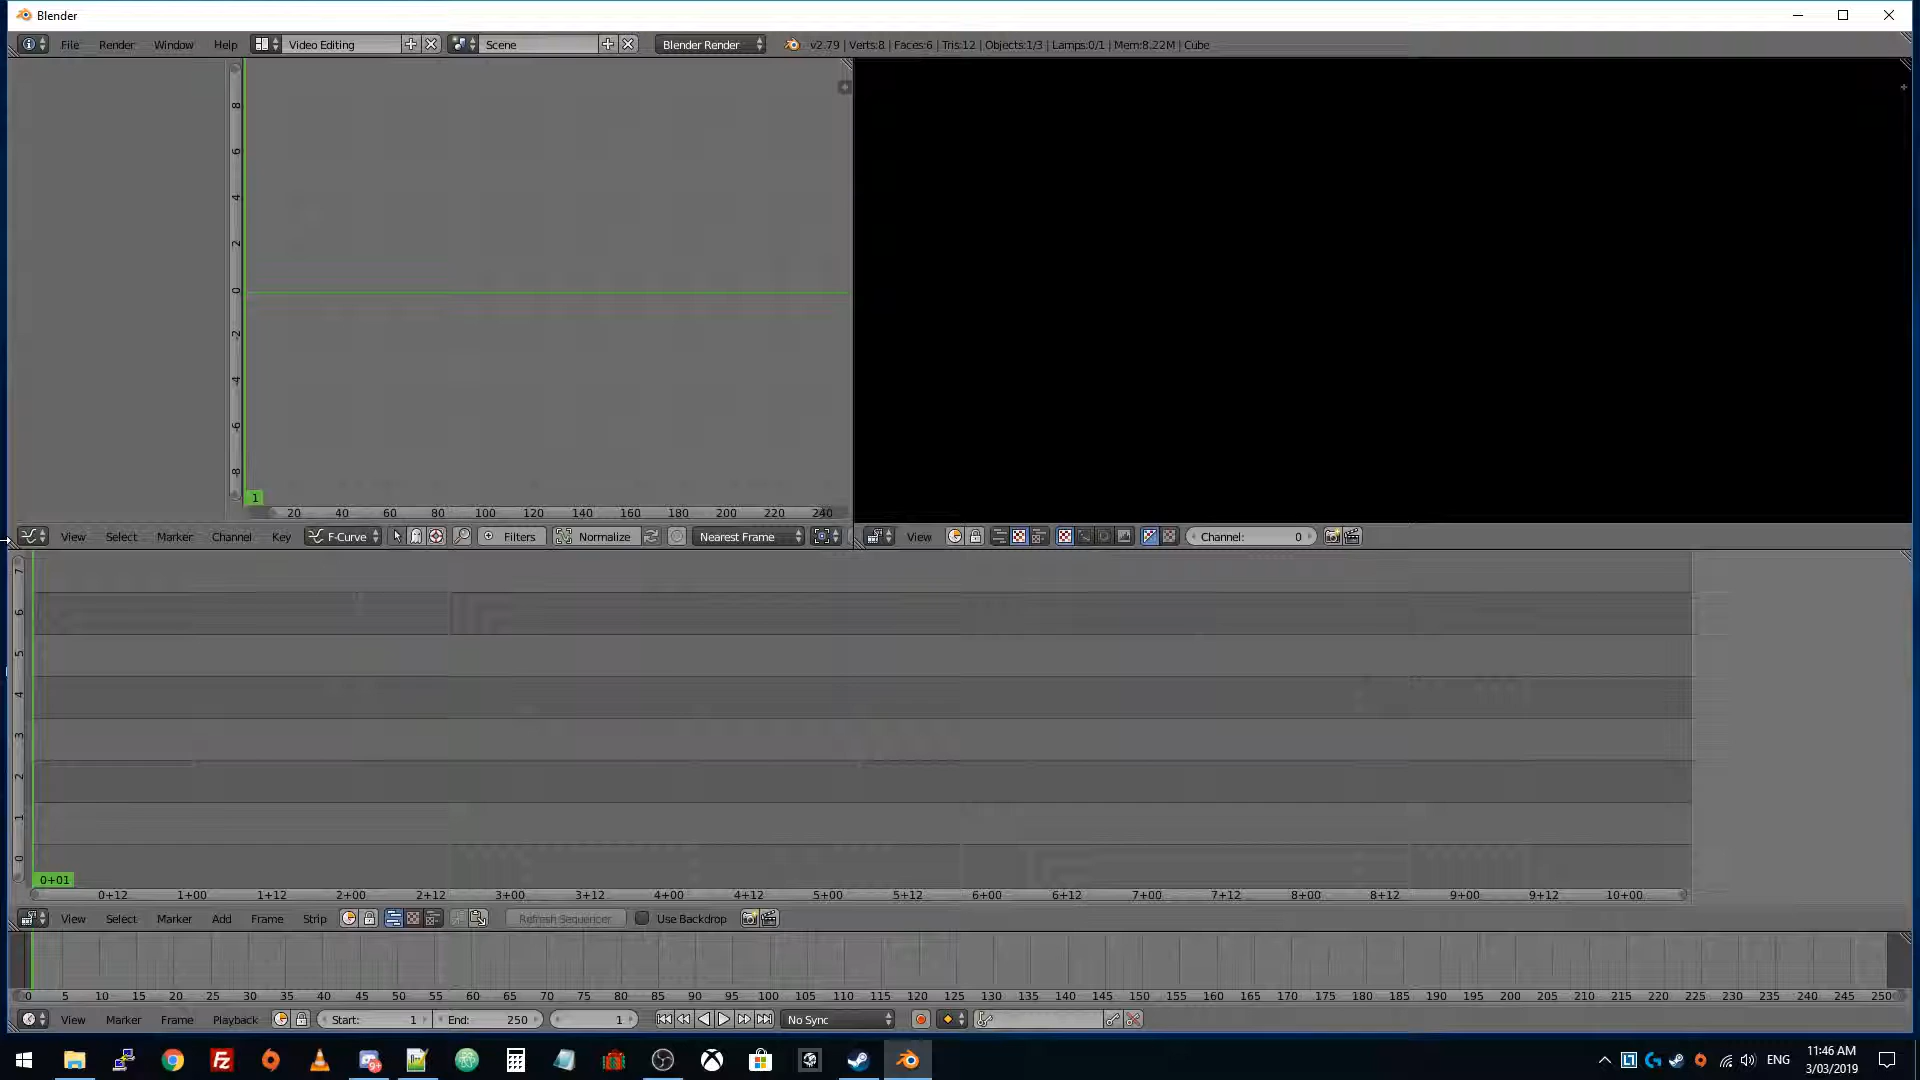 Blender
File Render Window Help Video Editing Scene Blender Render v2.79 | Verts:8 | Faces:6 | Tris:12 | Objects:1/3 | Lamps:0/1 | Mem:8.22M | Cube
8
6
4
2
0
-2
-4
-6
-8
1
20 40 60 80 100 120 140 160 180 200 220 240
View Select Marker Channel Key F-Curve Filters Normalize Nearest Frame View Channel: 0
7
6
5
4
3
2
1
0
0+01
0+12 1+00 1+12 2+00 2+12 3+00 3+12 4+00 4+12 5+00 5+12 6+00 6+12 7+00 7+12 8+00 8+12 9+00 9+12 10+00
View Select Marker Add Frame Strip Refresh Sequencer Use Backdrop
0 5 10 15 20 25 30 35 40 45 50 55 60 65 70 75 80 85 90 95 100 105 110 115 120 125 130 135 140 145 150 155 160 165 170 175 180 185 190 195 200 205 210 215 220 225 230 235 240 245 250
View Marker Frame Playback Start: 1 End: 250 1 No Sync
ENG 11:46 AM
3/03/2019